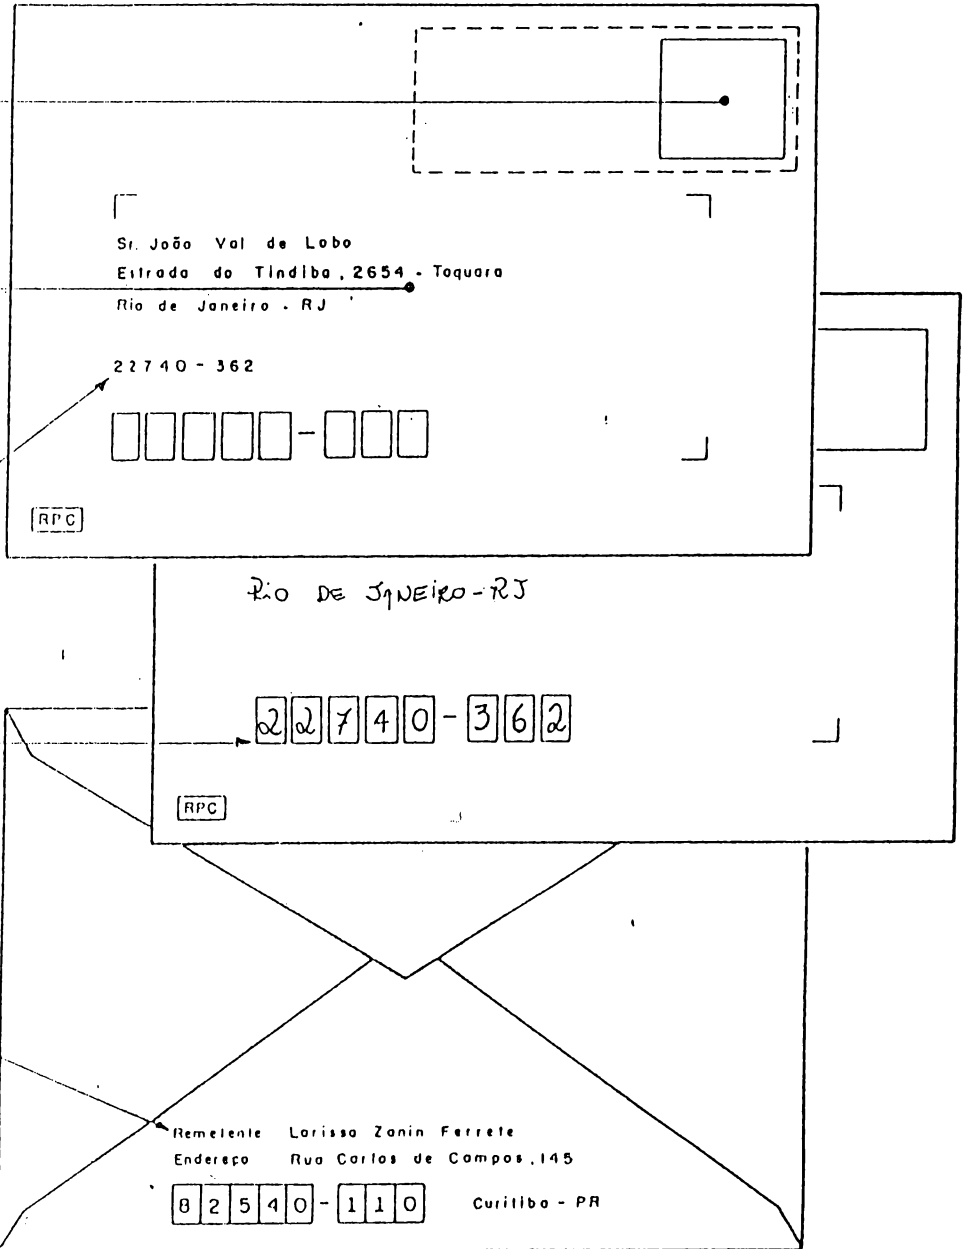 Sr. João Val de Lobo
Estrada do Tindiba, 2654 - Taquara
Rio de Janeiro - RJ
22740-362
RPC
RiO DE JANEiRO-RJ
22740-362
RPC
Remetente Larissa Zanin Ferrete
Endereço Rua Carlos de Campos, 145
82540-110 Curitiba - PR